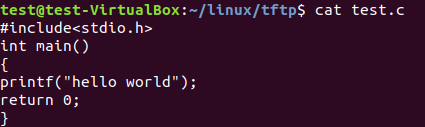 test@test-VirtualBox:~/linux/tftp$ cat test.c
#include<stdio.h>
int main()
{
printf("hello world");
return 0;
}